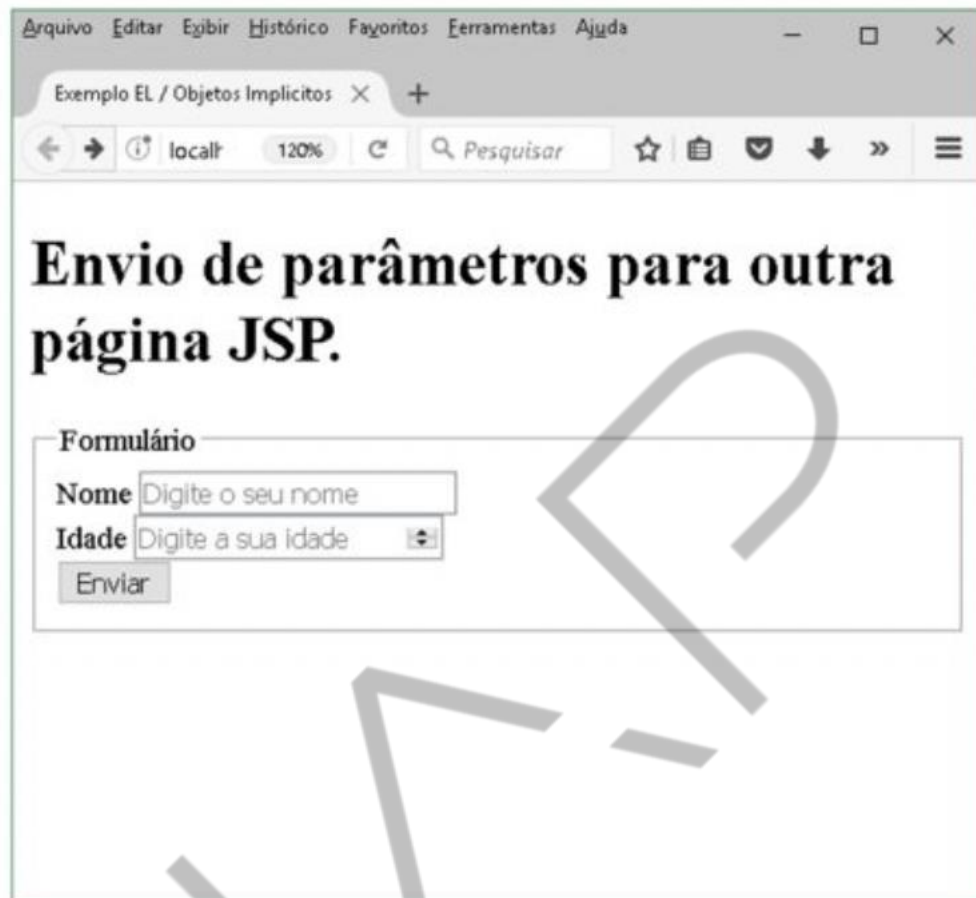 Arquivo Editar Exibir Histórico Favoritos Ferramentas Ajuda
Exemplo EL / Objetos Implicitos
localh 120% Pesquisar
Envio de parâmetros para outra
página JSP.
Formulário
Nome Digite o seu nome
Idade Digite a sua idade
Enviar